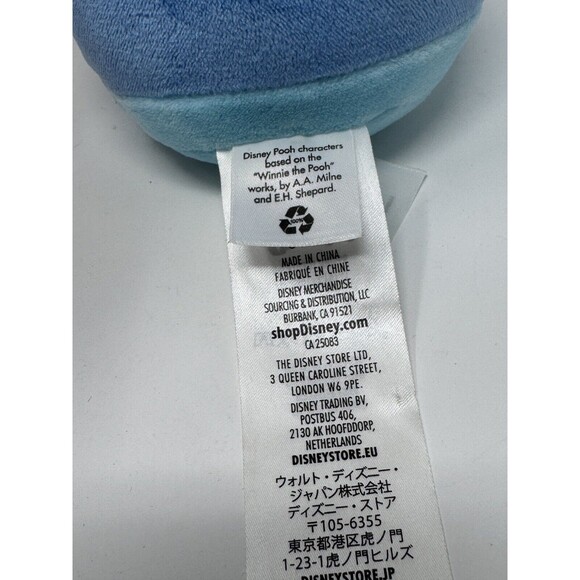 Disney Pooh characters
based on the
"Winnie the Pooh"
works, by A.A. Milne
and E.H. Shepard.
100%
MADE IN CHINA
FABRIQUÉ EN CHINE
DISNEY MERCHANDISE
SOURCING & DISTRIBUTION, LLC
BURBANK, CA 91521
shopDisney.com
CA 25083
THE DISNEY STORE LTD,
3 QUEEN CAROLINE STREET,
LONDON W6 9PE.
DISNEY TRADING BV,
POSTBUS 406,
2130 AK HOOFDDORP,
NETHERLANDS
DISNEYSTORE.EU
ウォルト・ディズニー・
ジャパン株式会社
ディズニー・ストア
〒105-6355
東京都港区虎ノ門
1-23-1虎ノ門ヒルズ
DISNEYSTORE.JP